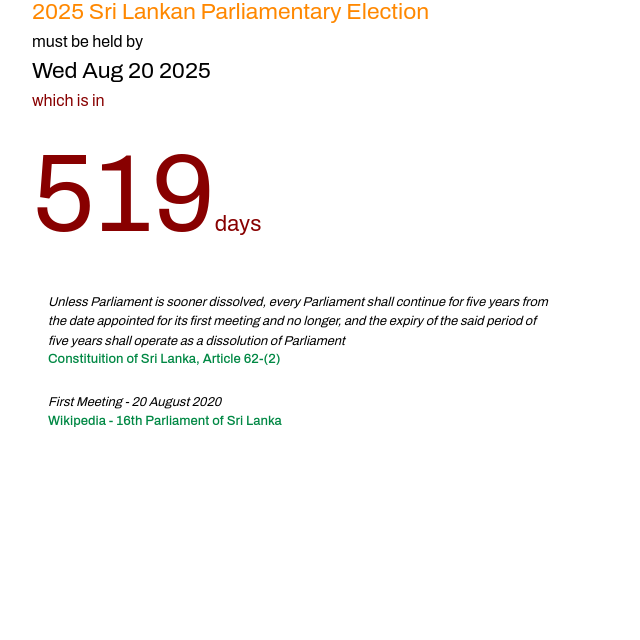 2025 Sri Lankan Parliamentary Election
must be held by
Wed Aug 20 2025
which is in
519 days
Unless Parliament is sooner dissolved, every Parliament shall continue for five years from
the date appointed for its first meeting and no longer, and the expiry of the said period of
five years shall operate as a dissolution of Parliament
Constituition of Sri Lanka, Article 62-(2)
First Meeting - 20 August 2020
Wikipedia - 16th Parliament of Sri Lanka